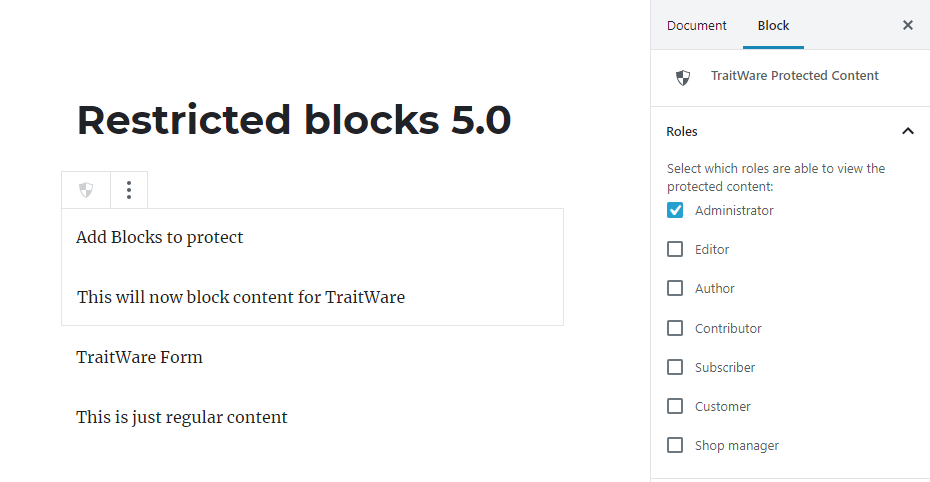 Document Block
TraitWare Protected Content
Restricted blocks 5.0
Roles
Select which roles are able to view the
protected content:
Administrator
Add Blocks to protect
Editor
Author
This will now block content for TraitWare
Contributor
TraitWare Form
Subscriber
Customer
This is just regular content
Shop manager